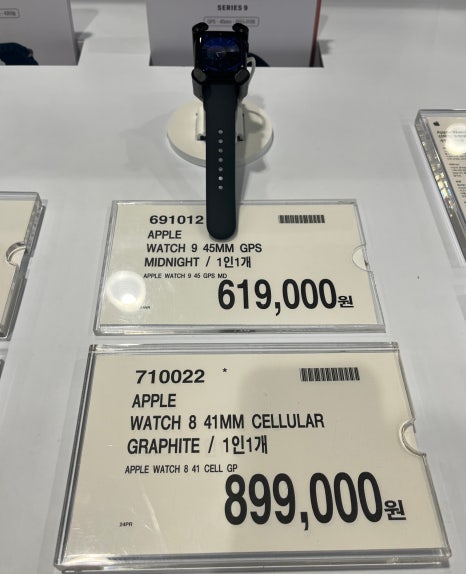 SERIES 9
691012
APPLE
WATCH 9 45MM GPS
MIDNIGHT / 1인1개
APPLE WATCH 9 45 GPS MD
619,000원
710022 *
APPLE
WATCH 8 41MM CELLULAR
GRAPHITE / 1인1개
APPLE WATCH 8 41 CELL GP
899,000원
24PR